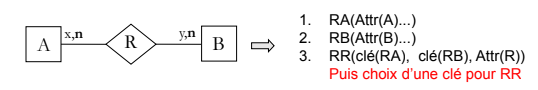 A x,n R y,n B
1. RA(Attr(A)...)
2. RB(Attr(B)...)
3. RR(clé(RA), clé(RB), Attr(R))
Puis choix d'une clé pour RR